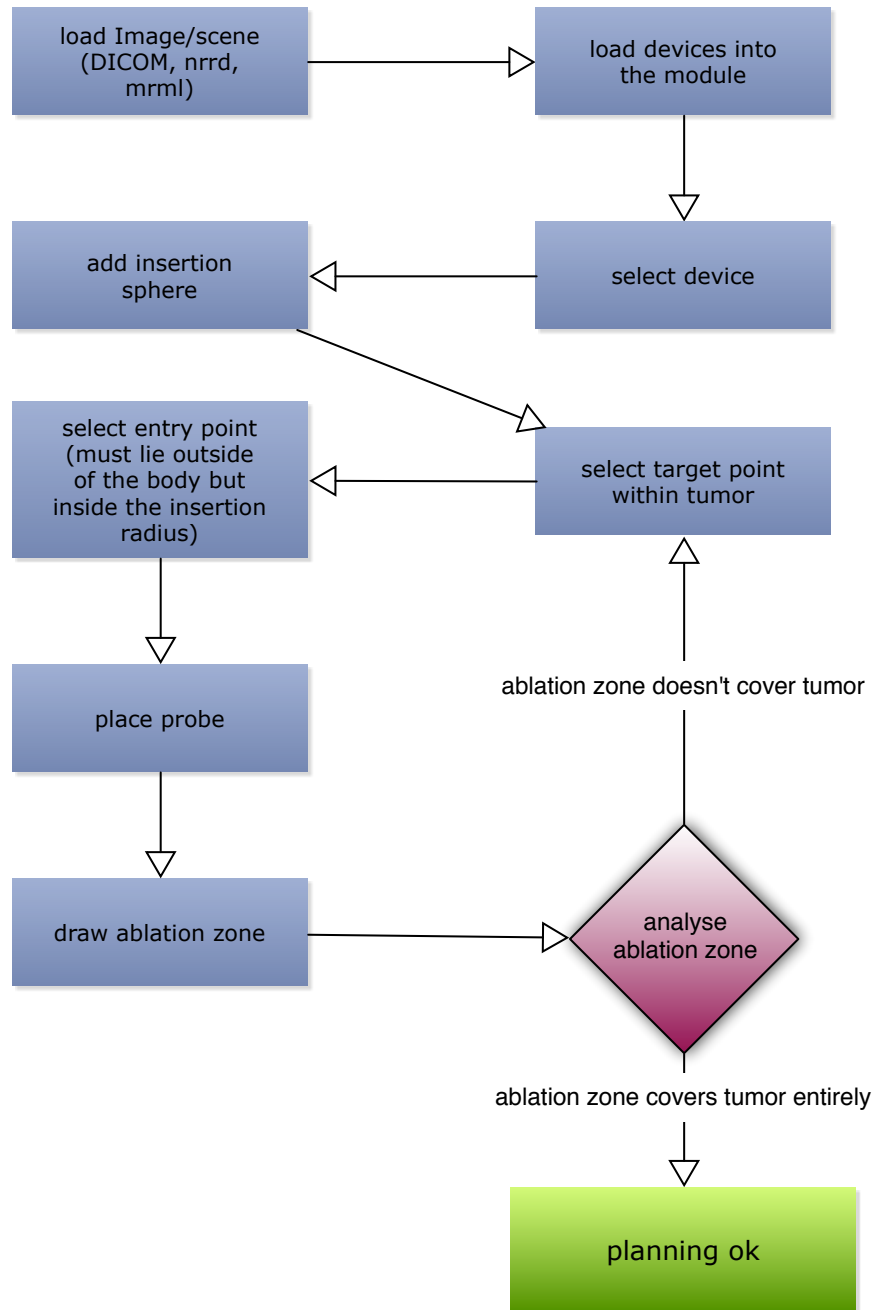 load Image/scene
(DICOM, nrrd,
mrml)
load devices into
the module
add insertion
sphere
select device
select entry point
(must lie outside
of the body but
inside the insertion
radius)
select target point
within tumor
place probe
ablation zone doesn't cover tumor
draw ablation zone
analyse
ablation zone
ablation zone covers tumor entirely
planning ok